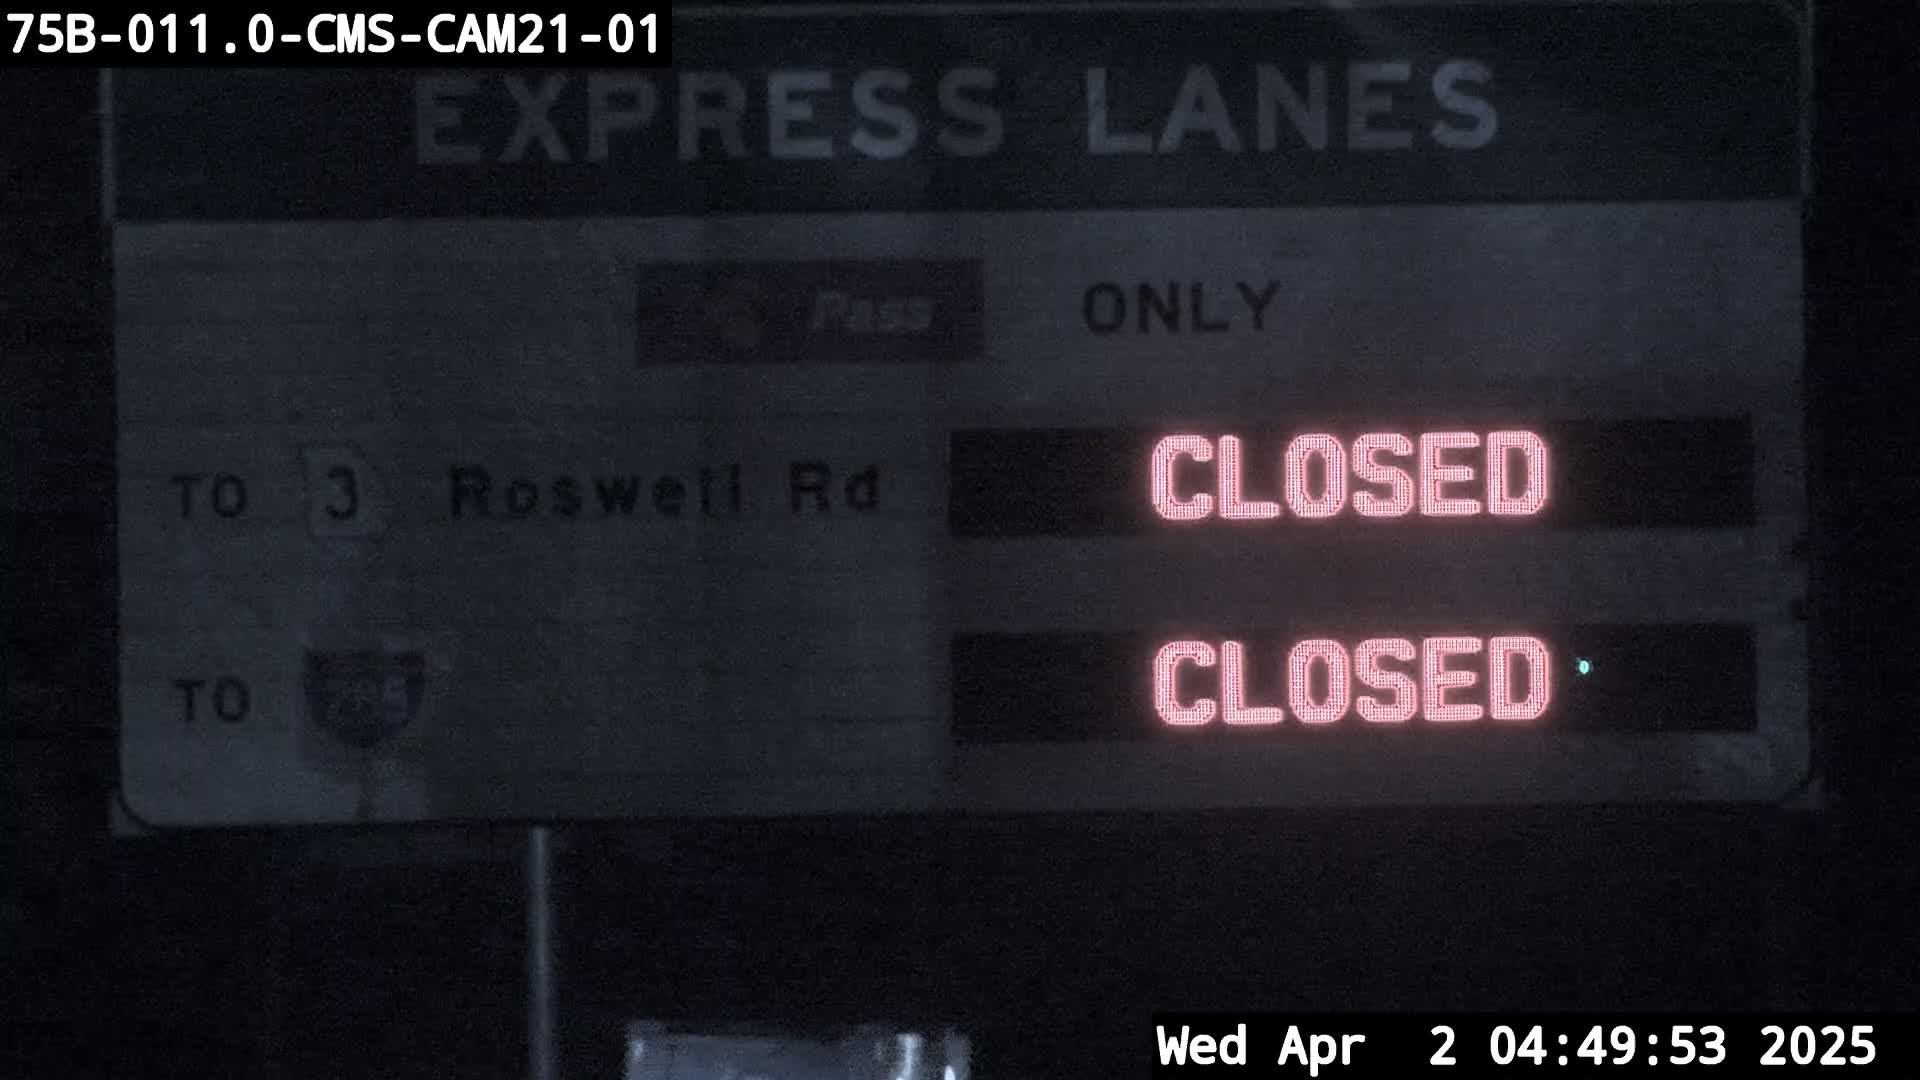 75B-011.0-CMS-CAM21-01
EXPRESS LANES
Pass ONLY
TO 3 Roswell Rd CLOSED
TO CLOSED
Wed Apr 2 04:49:53 2025